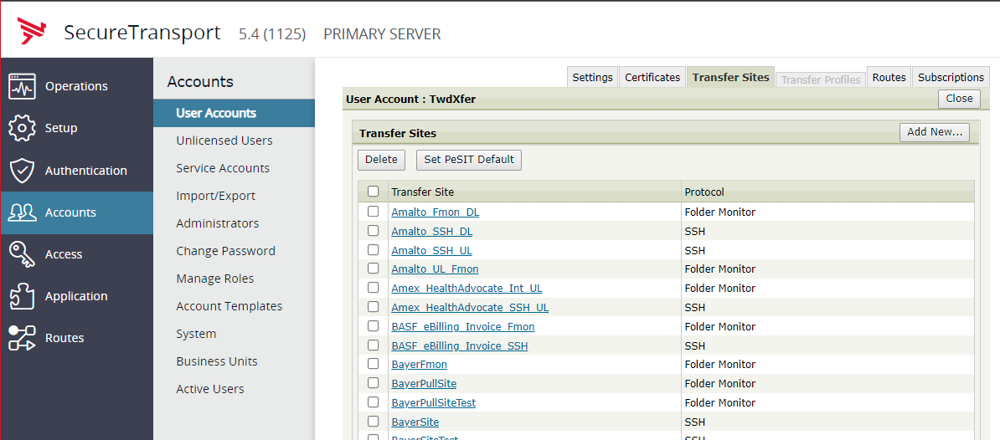 SecureTransport 5.4 (1125) PRIMARY SERVER
Operations
Setup
Authentication
Accounts
Access
Application
Routes
Accounts
User Accounts
Unlicensed Users
Service Accounts
Import/Export
Administrators
Change Password
Manage Roles
Account Templates
System
Business Units
Active Users
Settings Certificates Transfer Sites Transfer Profiles Routes Subscriptions
User Account : TwdXfer Close
Transfer Sites Add New...
Delete Set PeSIT Default
Transfer Site Protocol
Amalto_Fmon_DL Folder Monitor
Amalto_SSH_DL SSH
Amalto_SSH_UL SSH
Amalto_UL_Fmon Folder Monitor
Amex_HealthAdvocate_Int_UL Folder Monitor
Amex_HealthAdvocate_SSH_UL SSH
BASF_eBilling_Invoice_Fmon Folder Monitor
BASF_eBilling_Invoice_SSH SSH
BayerFmon Folder Monitor
BayerPullSite Folder Monitor
BayerPullSiteTest Folder Monitor
BayerSite SSH
BayerSiteTest SSH